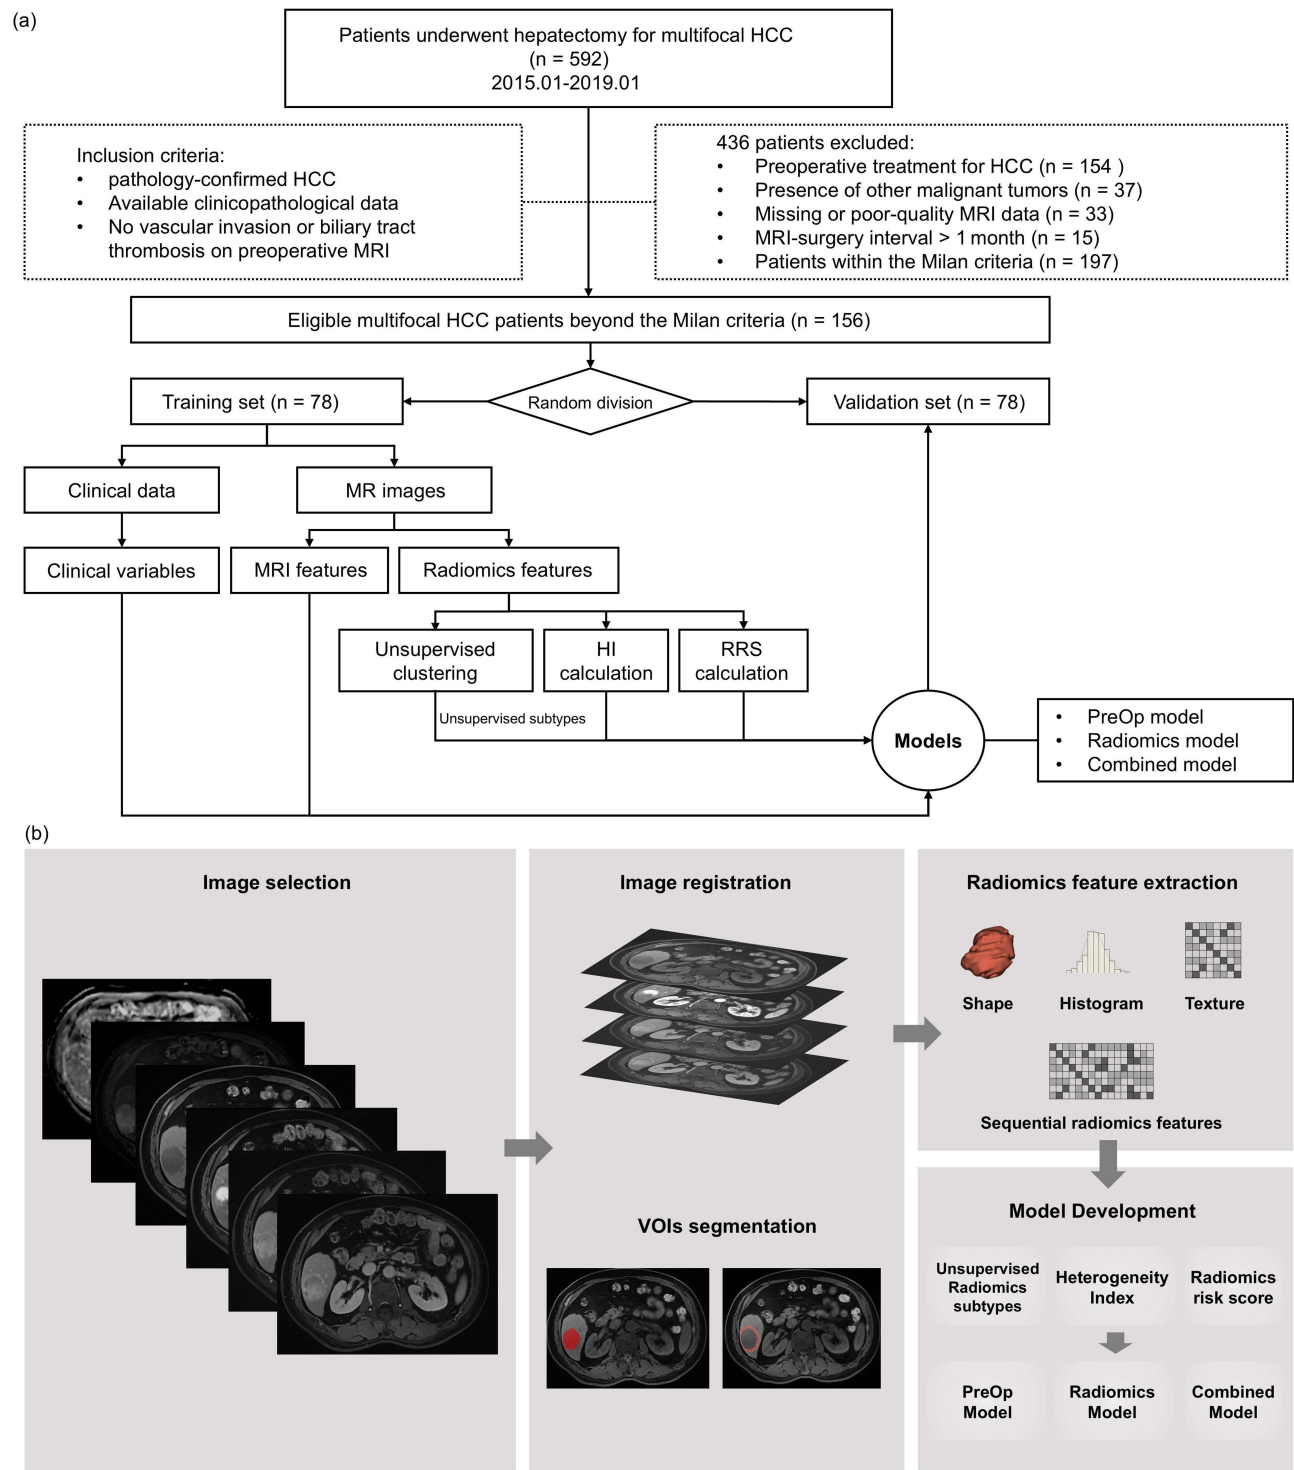 (a)
Patients underwent hepatectomy for multifocal HCC
(n = 592)
2015.01-2019.01
Inclusion criteria:
• pathology-confirmed HCC
• Available clinicopathological data
• No vascular invasion or biliary tract
thrombosis on preoperative MRI
436 patients excluded:
• Preoperative treatment for HCC (n = 154 )
• Presence of other malignant tumors (n = 37)
• Missing or poor-quality MRI data (n = 33)
• MRI-surgery interval > 1 month (n = 15)
• Patients within the Milan criteria (n = 197)
Eligible multifocal HCC patients beyond the Milan criteria (n = 156)
Training set (n = 78)
Random division
Validation set (n = 78)
Clinical data
MR images
Clinical variables
MRI features
Radiomics features
Unsupervised
clustering
HI
calculation
RRS
calculation
Unsupervised subtypes
Models
• PreOp model
• Radiomics model
• Combined model
(b)
Image selection
Image registration
VOIs segmentation
Radiomics feature extraction
Shape
Histogram
Texture
Sequential radiomics features
Model Development
Unsupervised
Radiomics
subtypes
Heterogeneity
Index
Radiomics
risk score
PreOp
Model
Radiomics
Model
Combined
Model